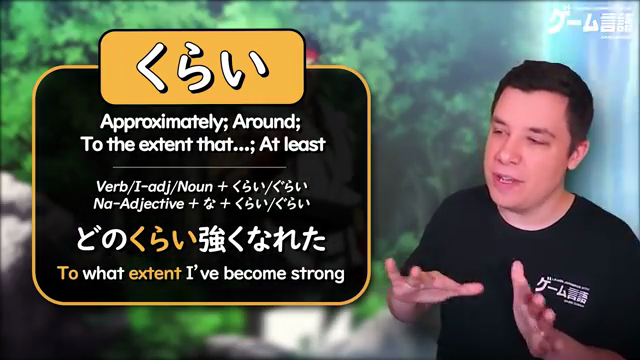 くらい
Approximately; Around;
To the extent that...; At least
Verb/I-adj/Noun + くらい/ぐらい
Na-Adjective + な + くらい/ぐらい
どのくらい強くなれた
To what extent I've become strong
ゲーム言語
ゲーム言語